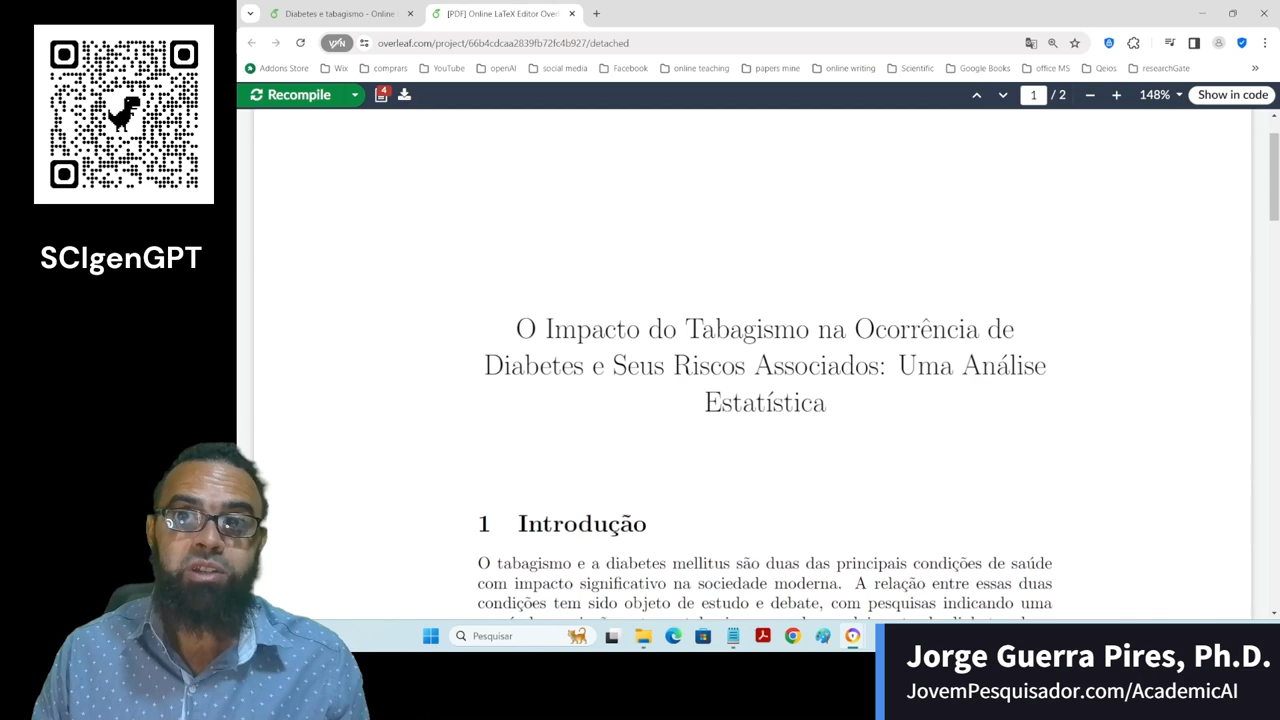 Diabetes e tabagismo - Online
[PDF] Online LaTeX Editor Over
VPN
overleaf.com/project/66b4cdcaa2839fb72fc4b927/detached
Addons Store
Wix
comprars
YouTube
openAI
social media
Facebook
online teaching
papers mine
online writing
Scientific
Google Books
office MS
Qeios
researchGate
»
Recompile
4
1 / 2
148%
Show in code
SCIgenGPT
O Impacto do Tabagismo na Ocorrência de
Diabetes e Seus Riscos Associados: Uma Análise
Estatística
1 Introdução
O tabagismo e a diabetes mellitus são duas das principais condições de saúde
com impacto significativo na sociedade moderna. A relação entre essas duas
condições tem sido objeto de estudo e debate, com pesquisas indicando uma
Pesquisar
Jorge Guerra Pires, Ph.D.
JovemPesquisador.com/AcademicAI